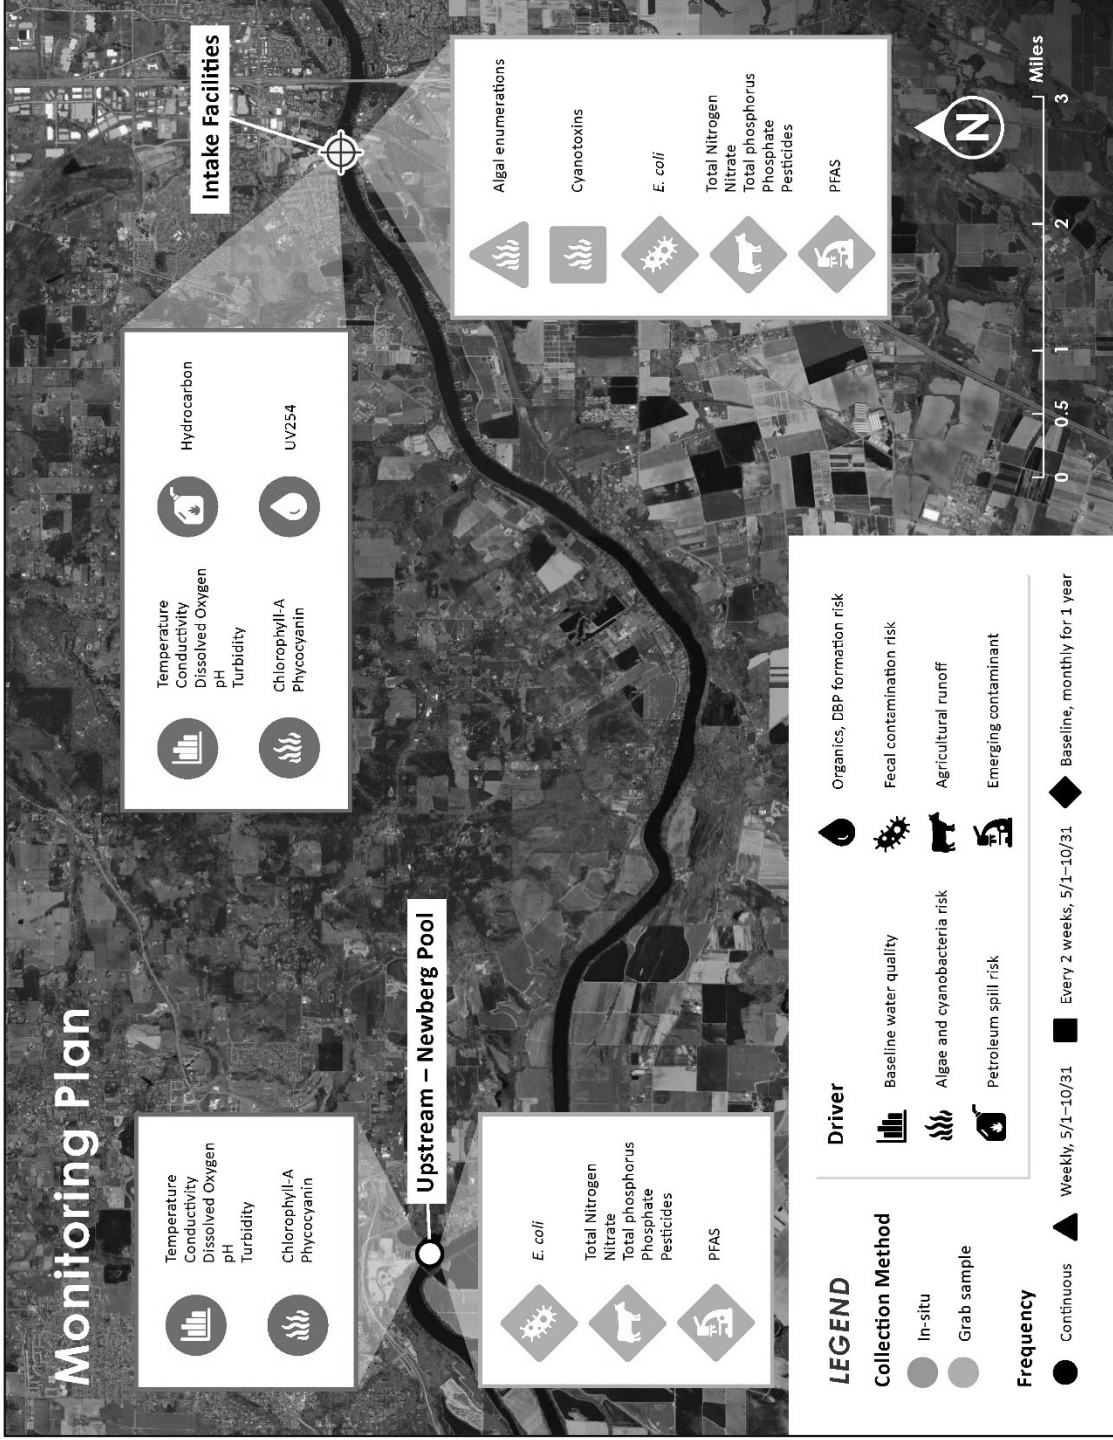 Monitoring Plan
Temperature
Conductivity
Dissolved Oxygen
pH
Turbidity
Chlorophyll-A
Phycocyanin
Upstream – Newberg Pool
E. coli
Total Nitrogen
Nitrate
Total phosphorus
Phosphate
Pesticides
PFAS
Temperature
Conductivity
Dissolved Oxygen
pH
Turbidity
Hydrocarbon
Chlorophyll-A
Phycocyanin
UV254
Intake Facilities
Algal enumerations
Cyanotoxins
E. coli
Total Nitrogen
Nitrate
Total phosphorus
Phosphate
Pesticides
PFAS
LEGEND
Collection Method
In-situ
Grab sample
Driver
Baseline water quality
Algae and cyanobacteria risk
Petroleum spill risk
Organics, DBP formation risk
Fecal contamination risk
Agricultural runoff
Emerging contaminant
Frequency
Continuous
Weekly, 5/1–10/31
Every 2 weeks, 5/1–10/31
Baseline, monthly for 1 year
N
0 0.5 1 2 3
Miles